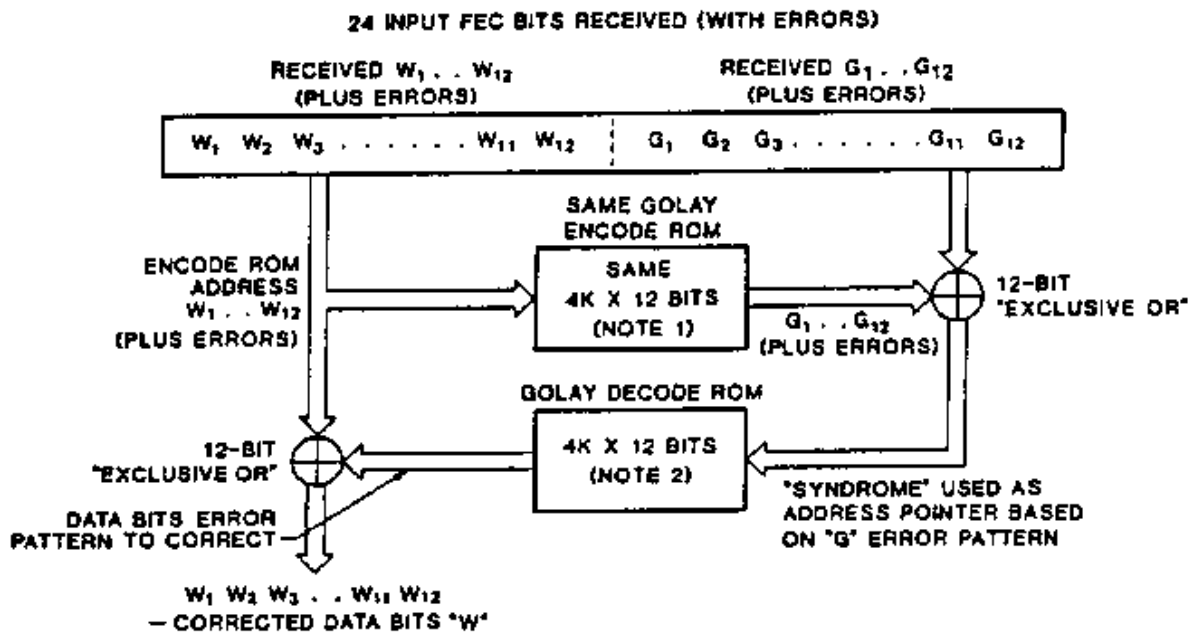 24 INPUT FEC BITS RECEIVED (WITH ERRORS)
RECEIVED W₁ . . W₁₂
(PLUS ERRORS)
RECEIVED G₁ . . G₁₂
(PLUS ERRORS)
W₁ W₂ W₃ . . . . . . . W₁₁ W₁₂
G₁ G₂ G₃ . . . . . . . G₁₁ G₁₂
SAME GOLAY
ENCODE ROM
ENCODE ROM
ADDRESS
W₁ . . W₁₂
(PLUS ERRORS)
SAME
4K X 12 BITS
(NOTE 1)
G₁ . . G₁₂
(PLUS ERRORS)
12-BIT
"EXCLUSIVE OR"
GOLAY DECODE ROM
4K X 12 BITS
(NOTE 2)
12-BIT
"EXCLUSIVE OR"
"SYNDROME" USED AS
ADDRESS POINTER BASED
ON "G" ERROR PATTERN
DATA BITS ERROR
PATTERN TO CORRECT
W₁ W₂ W₃ . . W₁₁ W₁₂
— CORRECTED DATA BITS "W"